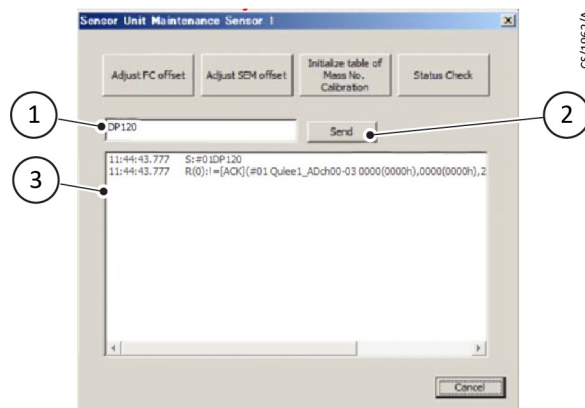 Sensor Unit Maintenance Sensor 1
Adjust FC offset
Adjust SEM offset
Initialize table of
Mass No.
Calibration
Status Check
1
DP120
Send
2
3
11:44:43.777 S:#01DP120
11:44:43.777 R(0):!=[ACK](#01 Qulee1_ADch00-03 0000(0000h),0000(0000h),2
Cancel